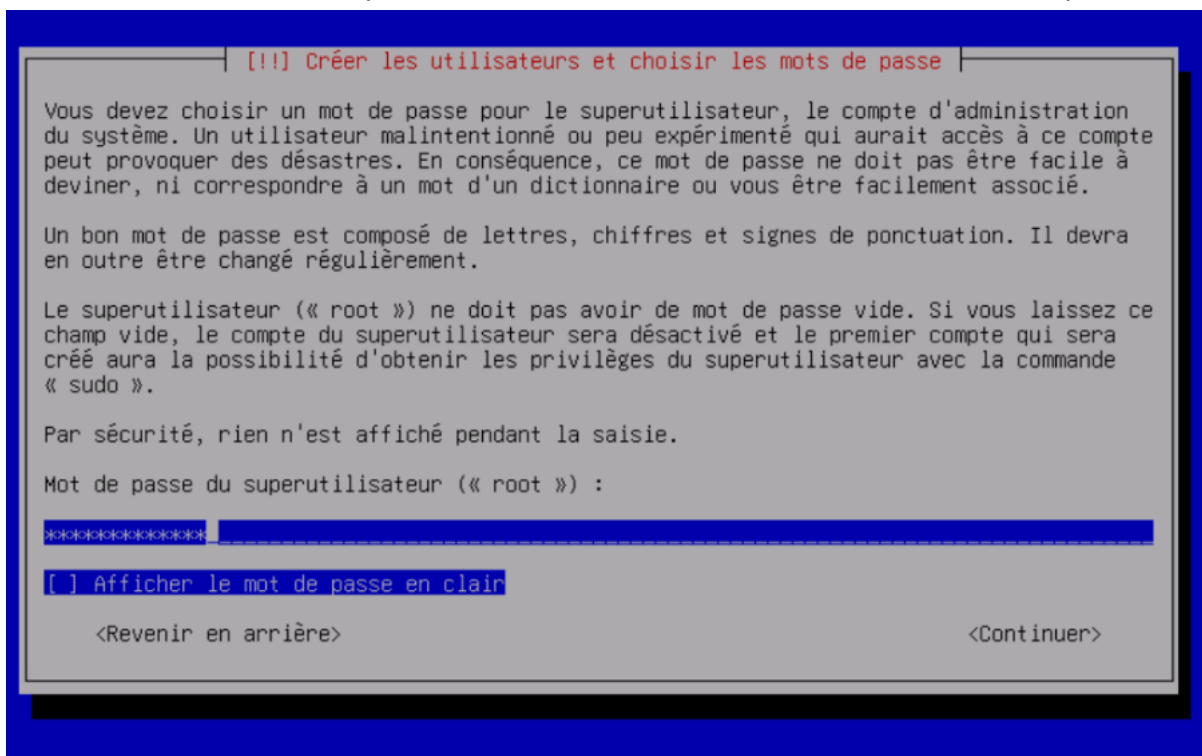 [!!] Créer les utilisateurs et choisir les mots de passe
Vous devez choisir un mot de passe pour le superutilisateur, le compte d'administration
du système. Un utilisateur malintentionné ou peu expérimenté qui aurait accès à ce compte
peut provoquer des désastres. En conséquence, ce mot de passe ne doit pas être facile à
deviner, ni correspondre à un mot d'un dictionnaire ou vous être facilement associé.
Un bon mot de passe est composé de lettres, chiffres et signes de ponctuation. Il devra
en outre être changé régulièrement.
Le superutilisateur (« root ») ne doit pas avoir de mot de passe vide. Si vous laissez ce
champ vide, le compte du superutilisateur sera désactivé et le premier compte qui sera
créé aura la possibilité d'obtenir les privilèges du superutilisateur avec la commande
« sudo ».
Par sécurité, rien n'est affiché pendant la saisie.
Mot de passe du superutilisateur (« root ») :
**************
[ ] Afficher le mot de passe en clair
<Revenir en arrière> <Continuer>